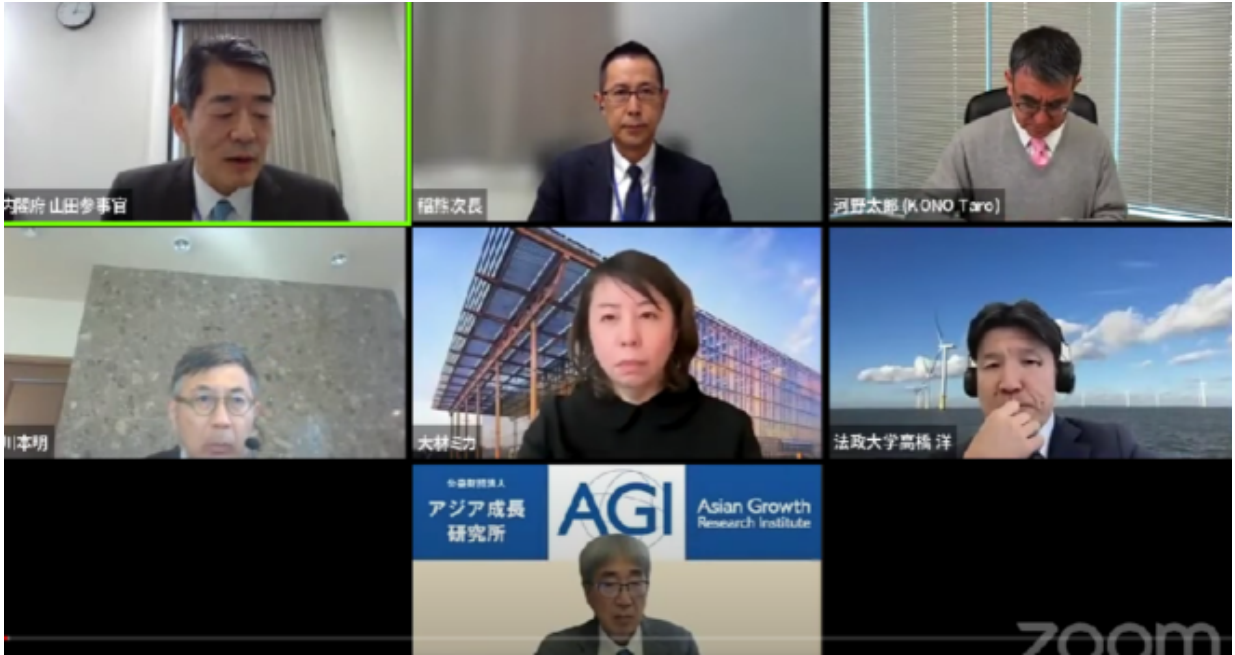 内閣府 山田参事官
稲熊次長
河野太郎 (KONO Taro)
川本明
大林ミカ
法政大学高橋 洋
公益財団法人
アジア成長
研究所
AGI
Asian Growth
Research Institute
zoom